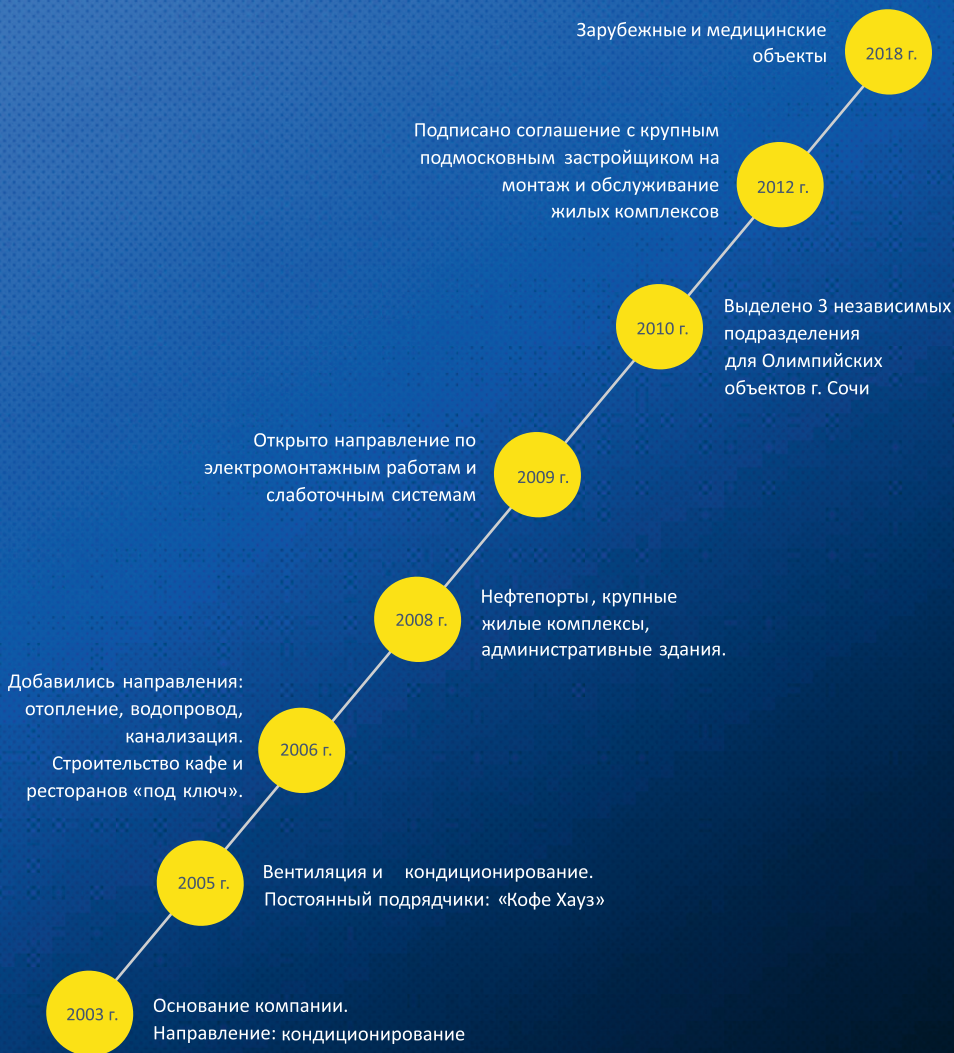 Зарубежные и медицинские
объекты
2018 г.
Подписано соглашение с крупным
подмосковным застройщиком на
монтаж и обслуживание
жилых комплексов
2012 г.
2010 г.
Выделено 3 независимых
подразделения
для Олимпийских
объектов г. Сочи
Открыто направление по
электромонтажным работам и
слаботочным системам
2009 г.
2008 г.
Нефтепорты, крупные
жилые комплексы,
административные здания.
Добавились направления:
отопление, водопровод,
канализация.
Строительство кафе и
ресторанов «под ключ».
2006 г.
2005 г.
Вентиляция и кондиционирование.
Постоянный подрядчики: «Кофе Хауз»
2003 г.
Основание компании.
Направление: кондиционирование